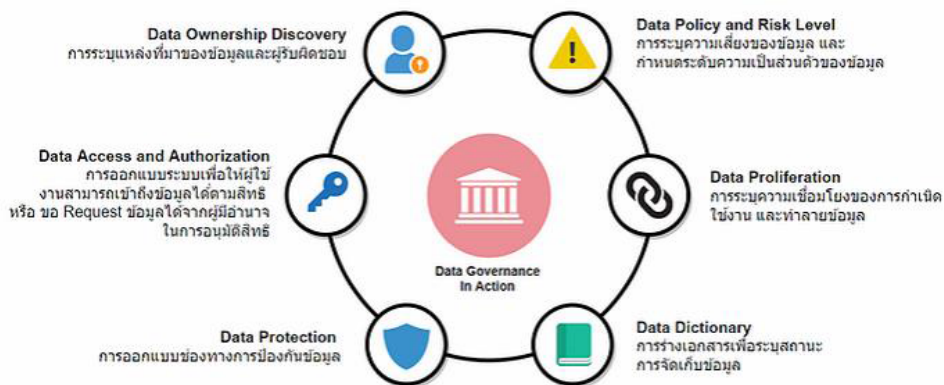 Data Ownership Discovery
การระบุแหล่งที่มาของข้อมูลและผู้รับผิดชอบ
Data Policy and Risk Level
การระบุความเสี่ยงของข้อมูล และ
กำหนดระดับความเป็นส่วนตัวของข้อมูล
Data Access and Authorization
การออกแบบระบบเพื่อให้ผู้ใช้
งานสามารถเข้าถึงข้อมูลได้ตามสิทธิ
หรือ ขอ Request ข้อมูลได้จากผู้มีอำนาจ
ในการอนุมัติสิทธิ
Data Proliferation
การระบุความเชื่อมโยงของการกำเนิด
ใช้งาน และทำลายข้อมูล
Data Governance
In Action
Data Protection
การออกแบบช่องทางการป้องกันข้อมูล
Data Dictionary
การร่างเอกสารเพื่อระบุสถานะ
การจัดเก็บข้อมูล